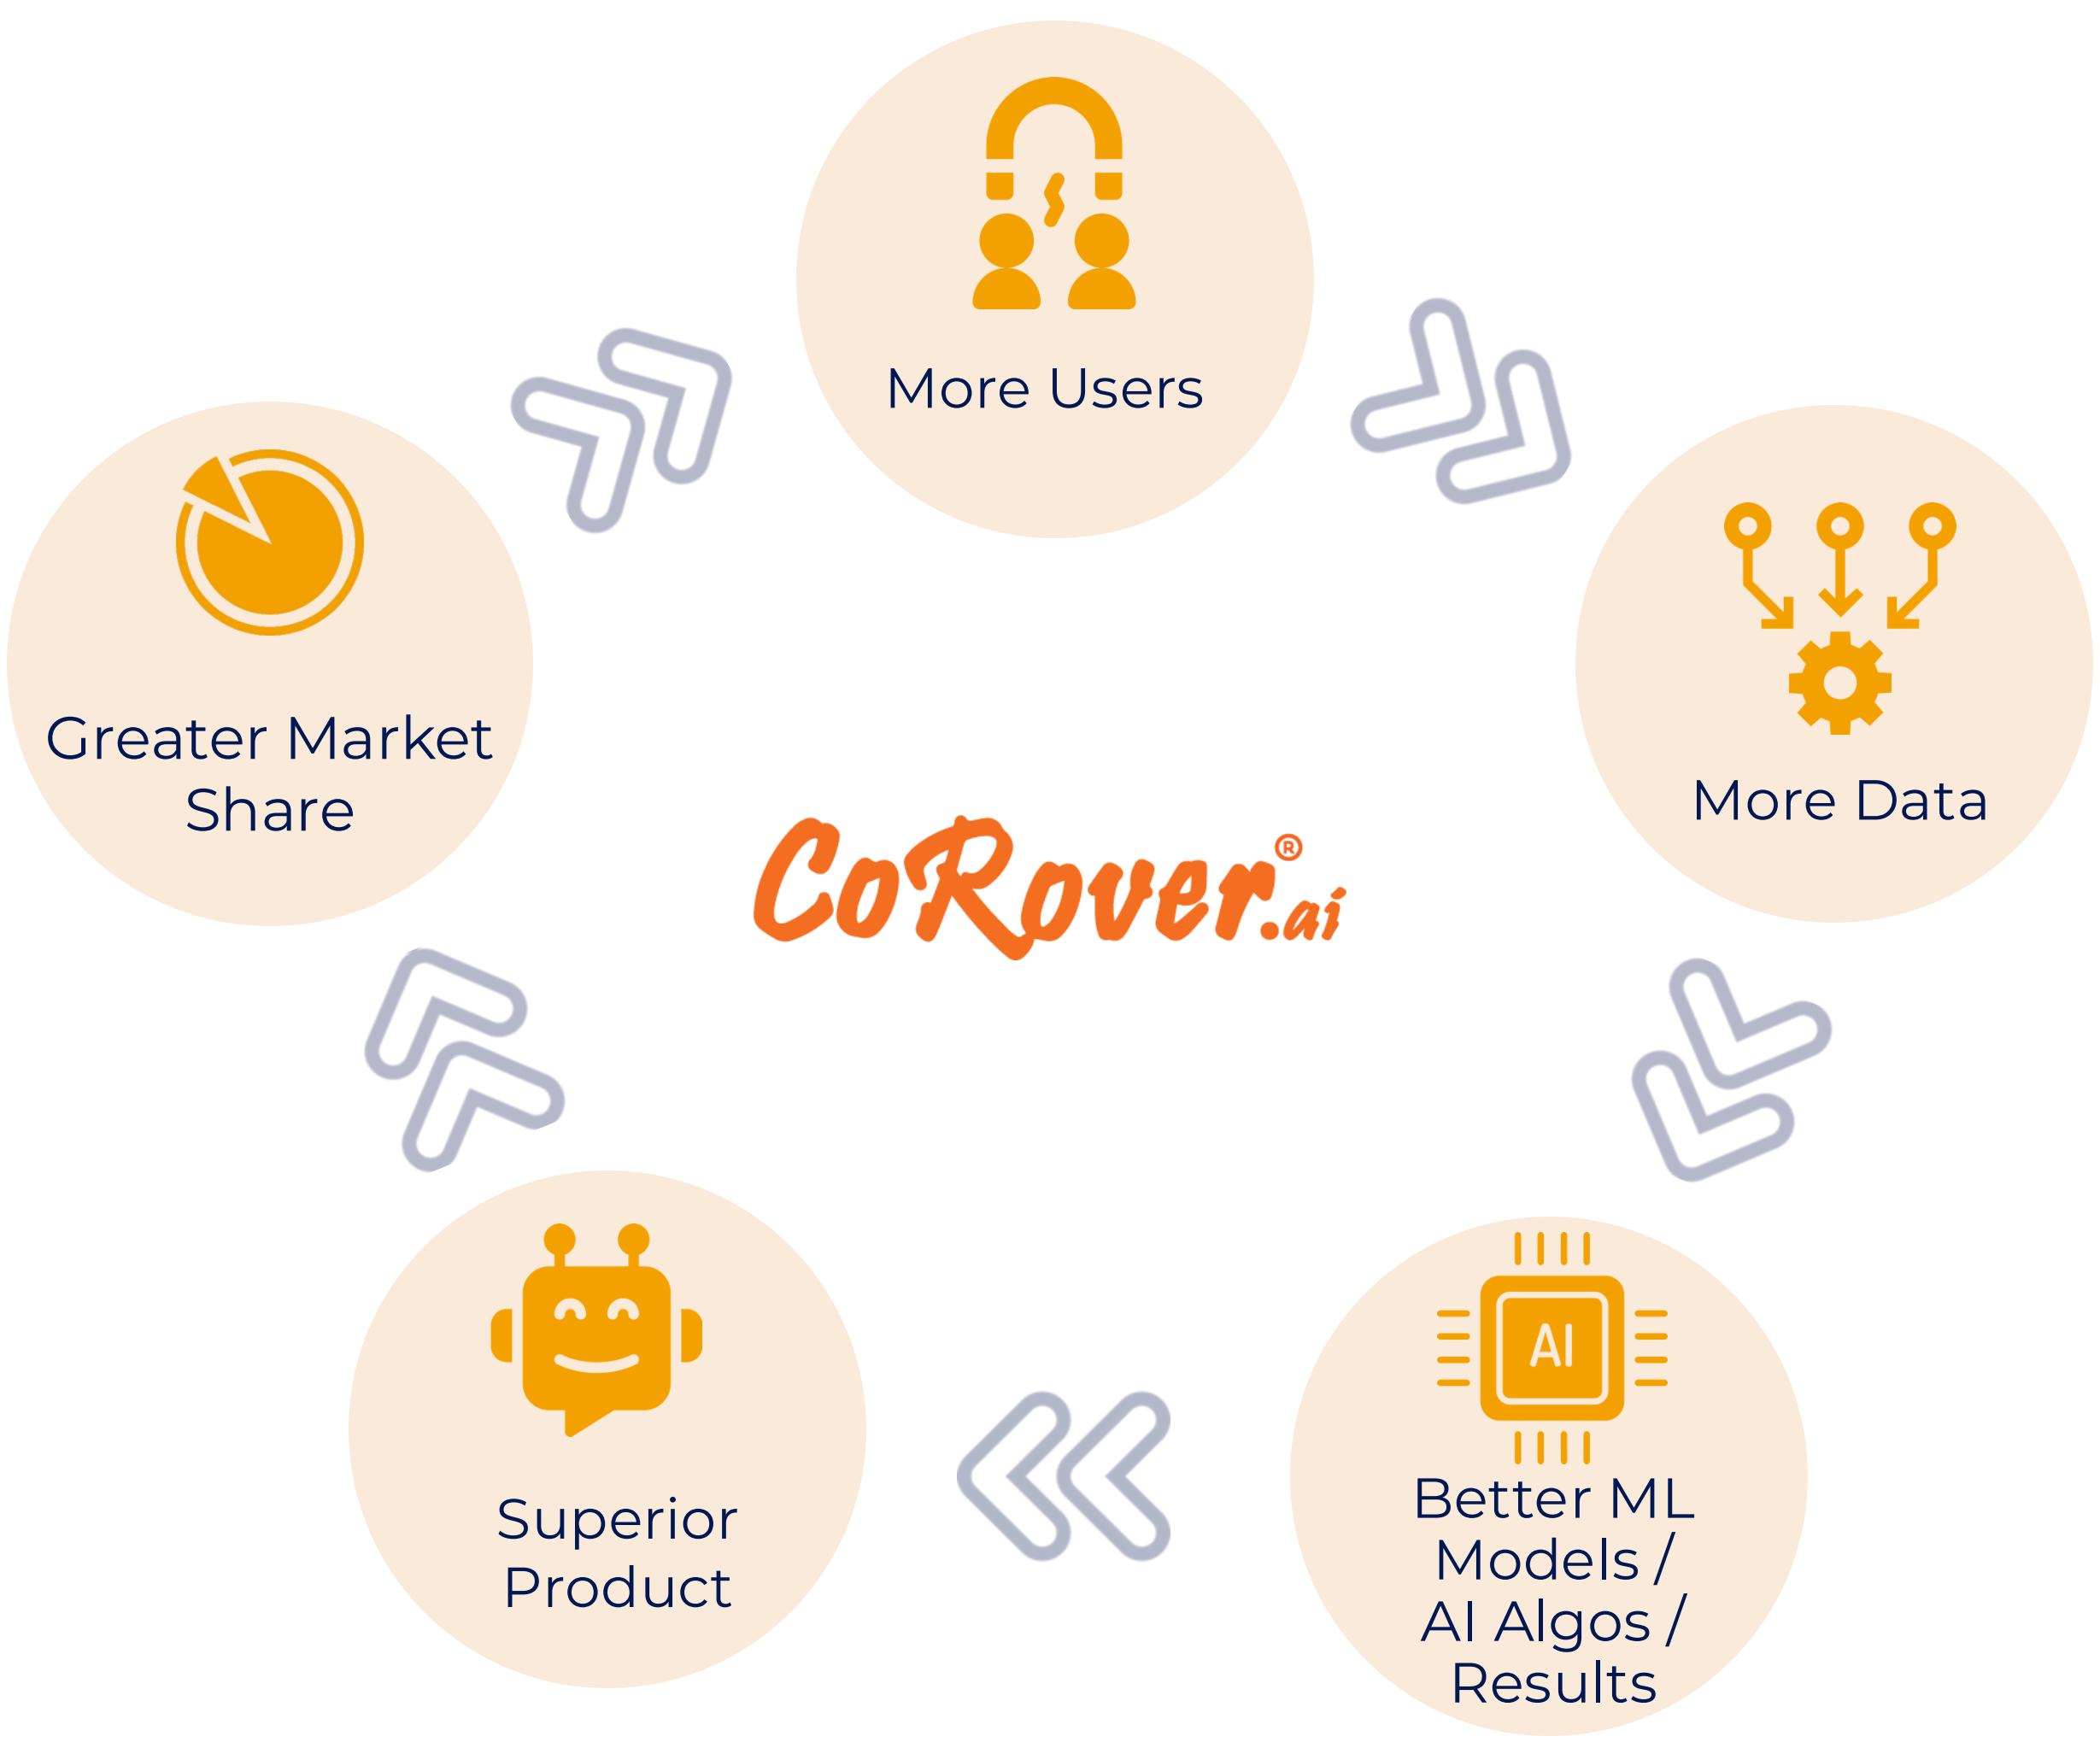 More Users
More Data
Greater Market
Share
CoRover®.ai
AI
Better ML
Models /
AI Algos /
Results
Superior
Product